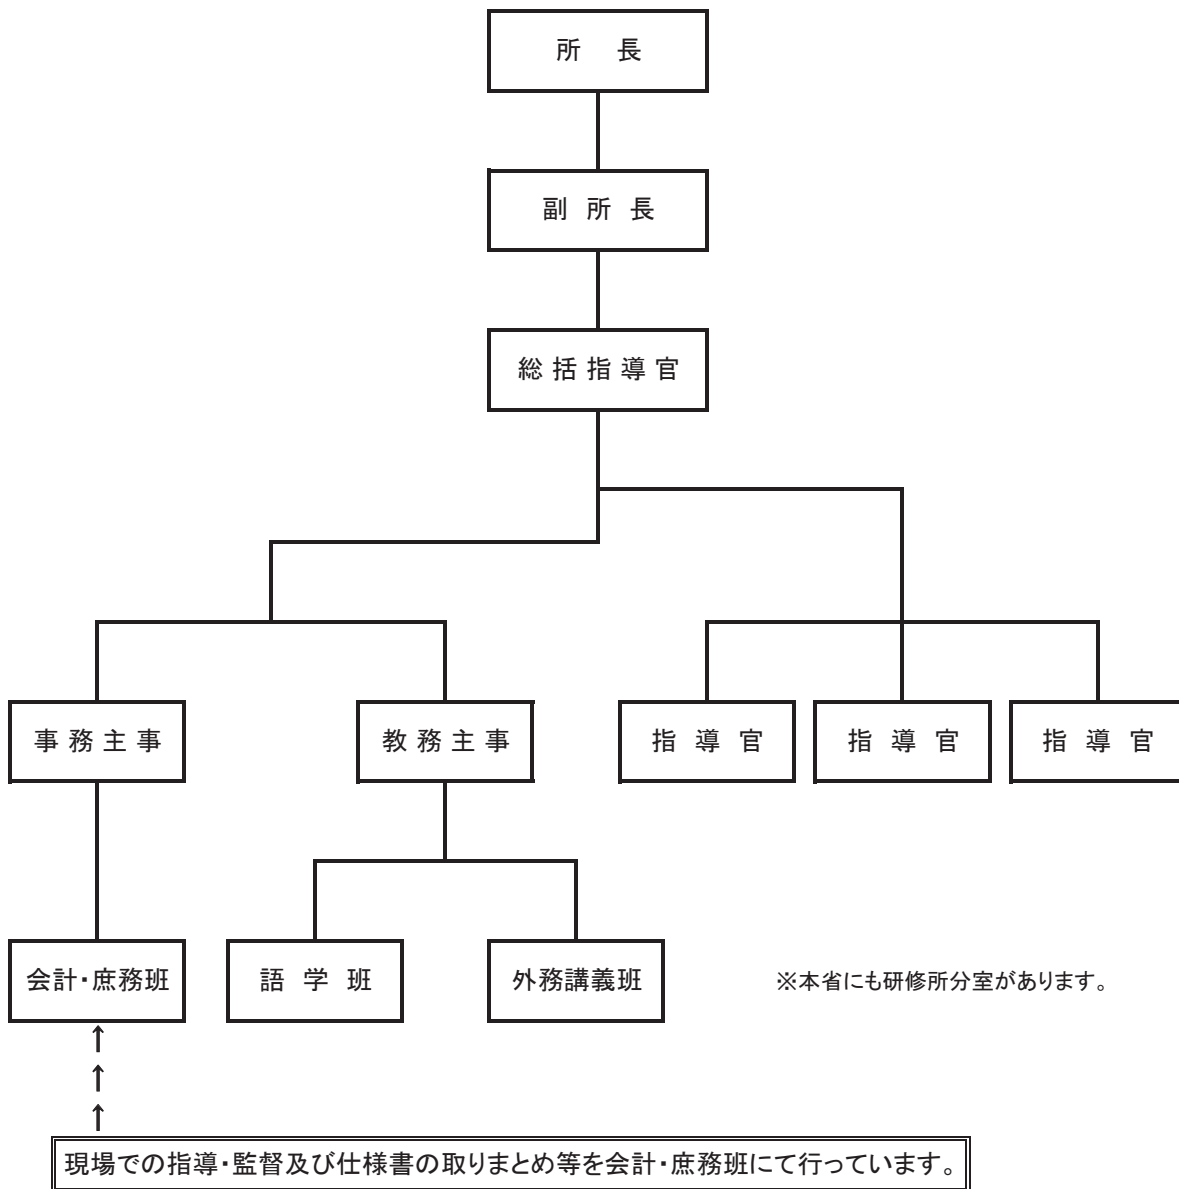 所 長
副 所 長
総 括 指 導 官
事 務 主 事
教 務 主 事
指 導 官
指 導 官
指 導 官
会計・庶務班
語 学 班
外務講義班
※本省にも研修所分室があります。
↑
↑
↑
現場での指導・監督及び仕様書の取りまとめ等を会計・庶務班にて行っています。